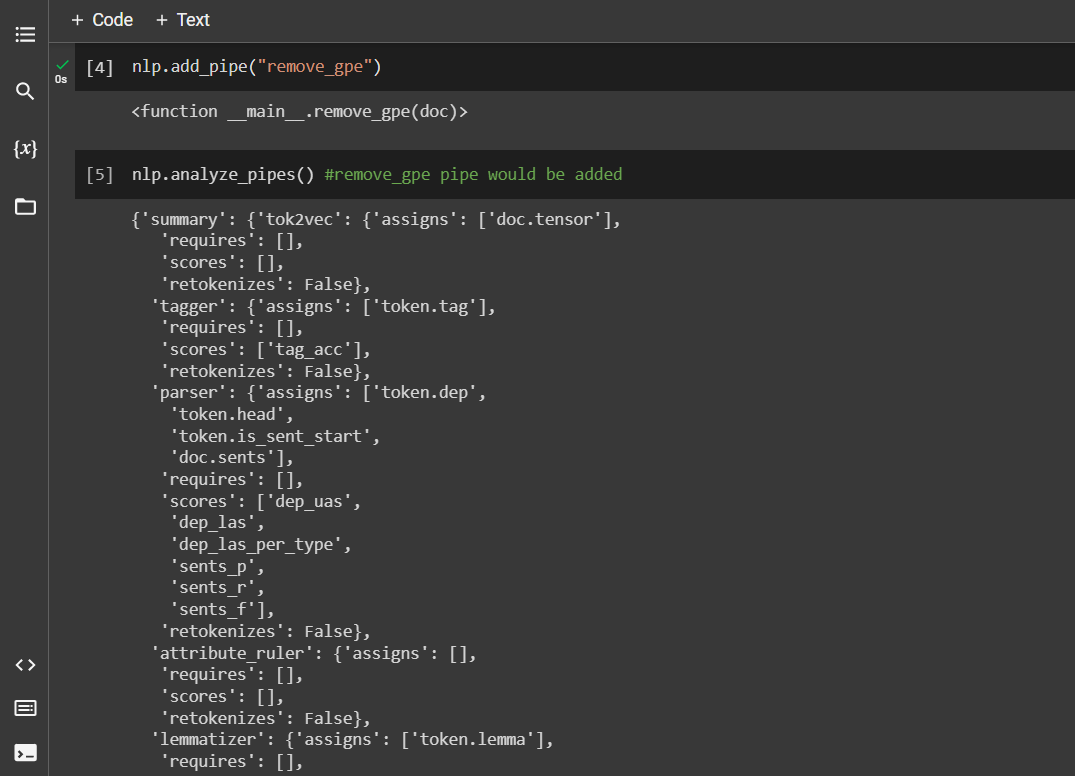 + Code + Text
0s
[4] nlp.add_pipe("remove_gpe")
<function __main__.remove_gpe(doc)>
{x}
[5] nlp.analyze_pipes() #remove_gpe pipe would be added
{'summary': {'tok2vec': {'assigns': ['doc.tensor'],
'requires': [],
'scores': [],
'retokenizes': False},
'tagger': {'assigns': ['token.tag'],
'requires': [],
'scores': ['tag_acc'],
'retokenizes': False},
'parser': {'assigns': ['token.dep',
'token.head',
'token.is_sent_start',
'doc.sents'],
'requires': [],
'scores': ['dep_uas',
'dep_las',
'dep_las_per_type',
'sents_p',
'sents_r',
'sents_f'],
'retokenizes': False},
'attribute_ruler': {'assigns': [],
'requires': [],
'scores': [],
'retokenizes': False},
'lemmatizer': {'assigns': ['token.lemma'],
'requires': [],